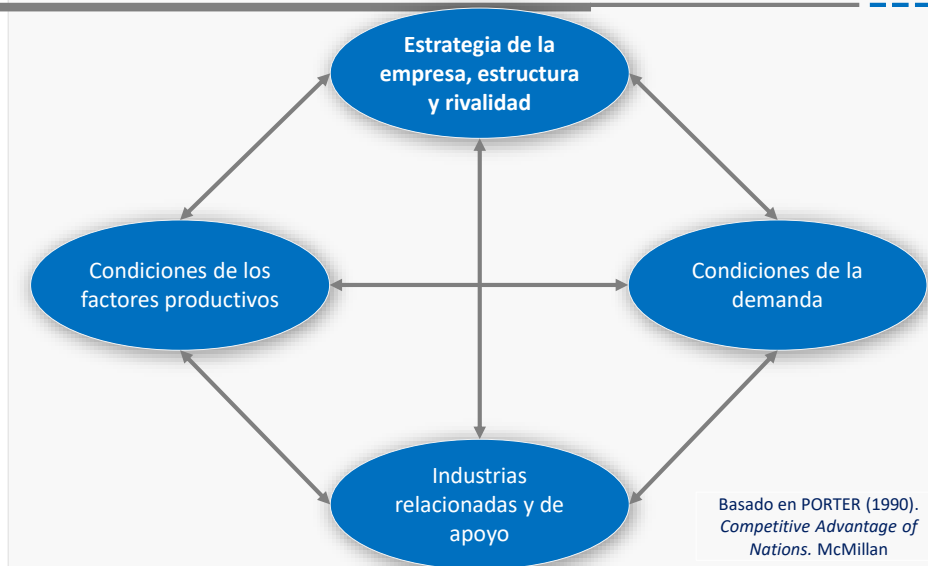 Estrategia de la
empresa, estructura
y rivalidad
Condiciones de los
factores productivos
Condiciones de la
demanda
Industrias
relacionadas y de
apoyo
Basado en PORTER (1990).
Competitive Advantage of
Nations. McMillan